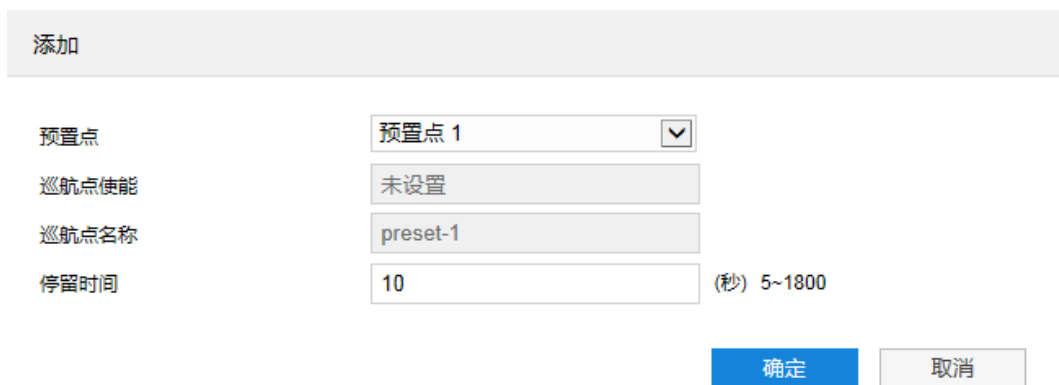 添加
预置点 预置点 1
巡航点使能 未设置
巡航点名称 preset-1
停留时间 10 (秒) 5~1800
确定 取消